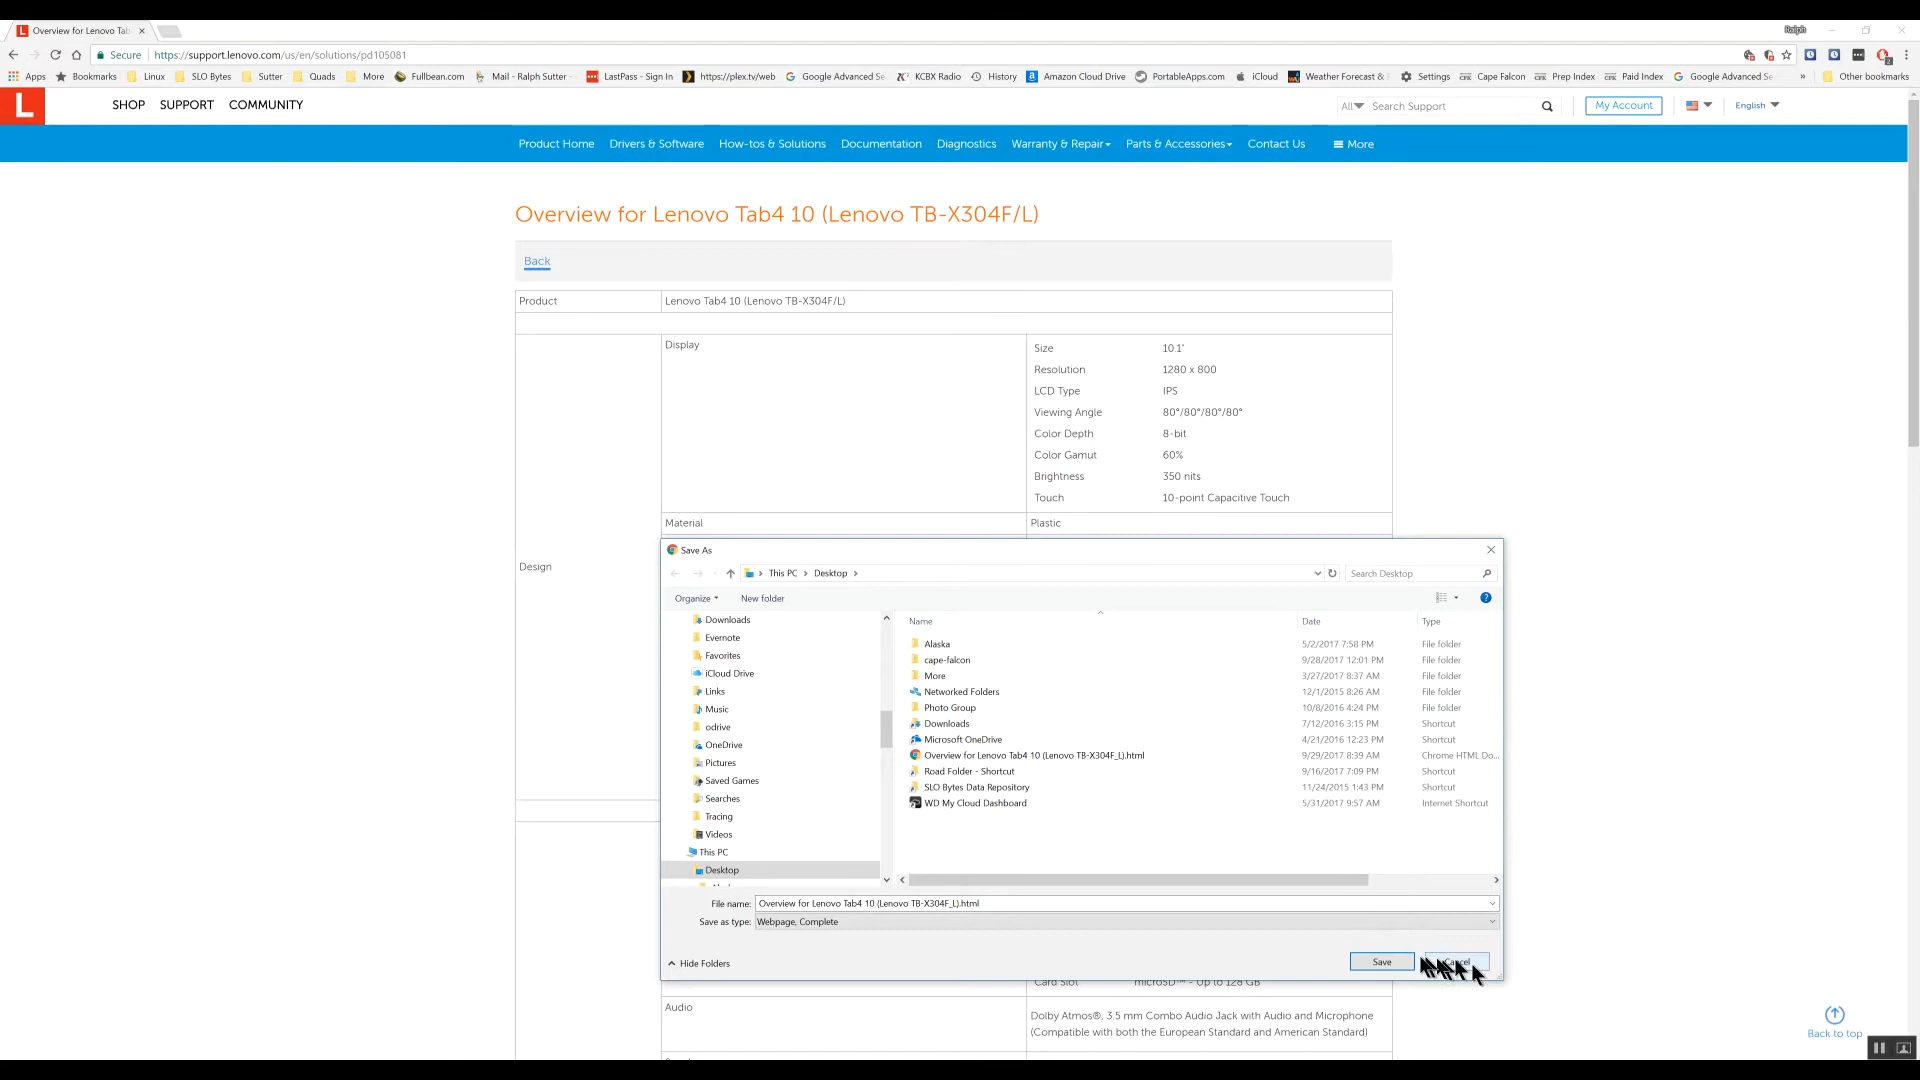 Overview for Lenovo Tab
Ralph
Secure https://support.lenovo.com/us/en/solutions/pd105081
Apps Bookmarks Linux SLO Bytes Sutter Quads More Fullbean.com Mail - Ralph Sutter - LastPass - Sign In https://plex.tv/web Google Advanced Se KCBX Radio History Amazon Cloud Drive PortableApps.com iCloud Weather Forecast & Settings Cape Falcon Prep Index Paid Index Google Advanced Se » Other bookmarks
L SHOP SUPPORT COMMUNITY All Search Support My Account English
Product Home Drivers & Software How-tos & Solutions Documentation Diagnostics Warranty & Repair Parts & Accessories Contact Us More
Overview for Lenovo Tab4 10 (Lenovo TB-X304F/L)
Back
Product Lenovo Tab4 10 (Lenovo TB-X304F/L)
Display Size 10.1"
Resolution 1280 x 800
LCD Type IPS
Viewing Angle 80°/80°/80°/80°
Color Depth 8-bit
Color Gamut 60%
Brightness 350 nits
Touch 10-point Capacitive Touch
Material Plastic
Design
Save As
This PC > Desktop > Search Desktop
Organize New folder
Name Date Type
Downloads
Evernote
Favorites
iCloud Drive
Links
Music
odrive
OneDrive
Pictures
Saved Games
Searches
Tracing
Videos
This PC
Desktop
Alaska 5/2/2017 7:58 PM File folder
cape-falcon 9/28/2017 12:01 PM File folder
More 3/27/2017 8:37 AM File folder
Networked Folders 12/1/2015 8:26 AM File folder
Photo Group 10/8/2016 4:24 PM File folder
Downloads 7/12/2016 3:15 PM Shortcut
Microsoft OneDrive 4/21/2016 12:23 PM Shortcut
Overview for Lenovo Tab4 10 (Lenovo TB-X304F_L).html 9/29/2017 8:39 AM Chrome HTML Do...
Road Folder - Shortcut 9/16/2017 7:09 PM Shortcut
SLO Bytes Data Repository 11/24/2015 1:43 PM Shortcut
WD My Cloud Dashboard 5/31/2017 9:57 AM Internet Shortcut
File name: Overview for Lenovo Tab4 10 (Lenovo TB-X304F_L).html
Save as type: Webpage, Complete
Hide Folders Save Cancel
Card Slot microSD™ - Up to 128 GB
Audio Dolby Atmos®, 3.5 mm Combo Audio Jack with Audio and Microphone
(Compatible with both the European Standard and American Standard)
Back to top